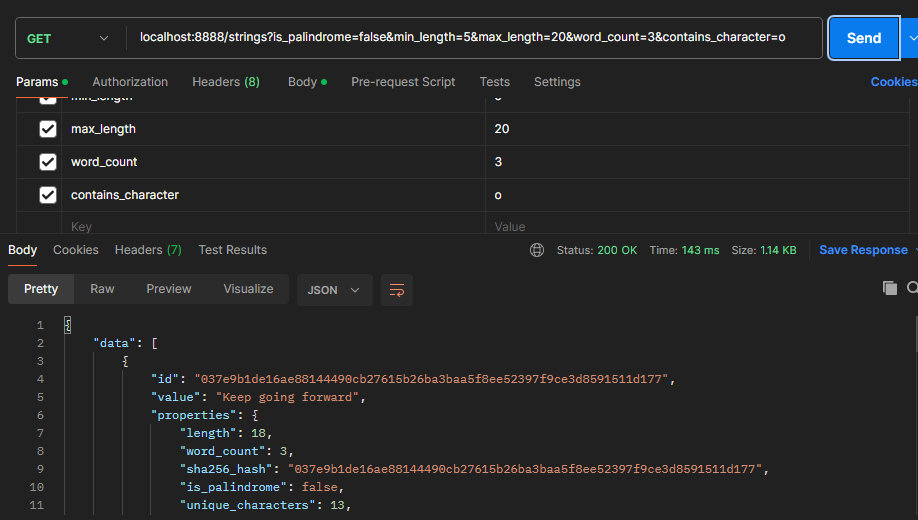 GET localhost:8888/strings?is_palindrome=false&min_length=5&max_length=20&word_count=3&contains_character=o Send
Params Authorization Headers (8) Body Pre-request Script Tests Settings Cookies
max_length 20
word_count 3
contains_character o
Key Value
Body Cookies Headers (7) Test Results Status: 200 OK Time: 143 ms Size: 1.14 KB Save Response
Pretty Raw Preview Visualize JSON
1 {
2 "data": [
3 {
4 "id": "037e9b1de16ae88144490cb27615b26ba3baa5f8ee52397f9ce3d8591511d177",
5 "value": "Keep going forward",
6 "properties": {
7 "length": 18,
8 "word_count": 3,
9 "sha256_hash": "037e9b1de16ae88144490cb27615b26ba3baa5f8ee52397f9ce3d8591511d177",
10 "is_palindrome": false,
11 "unique_characters": 13,